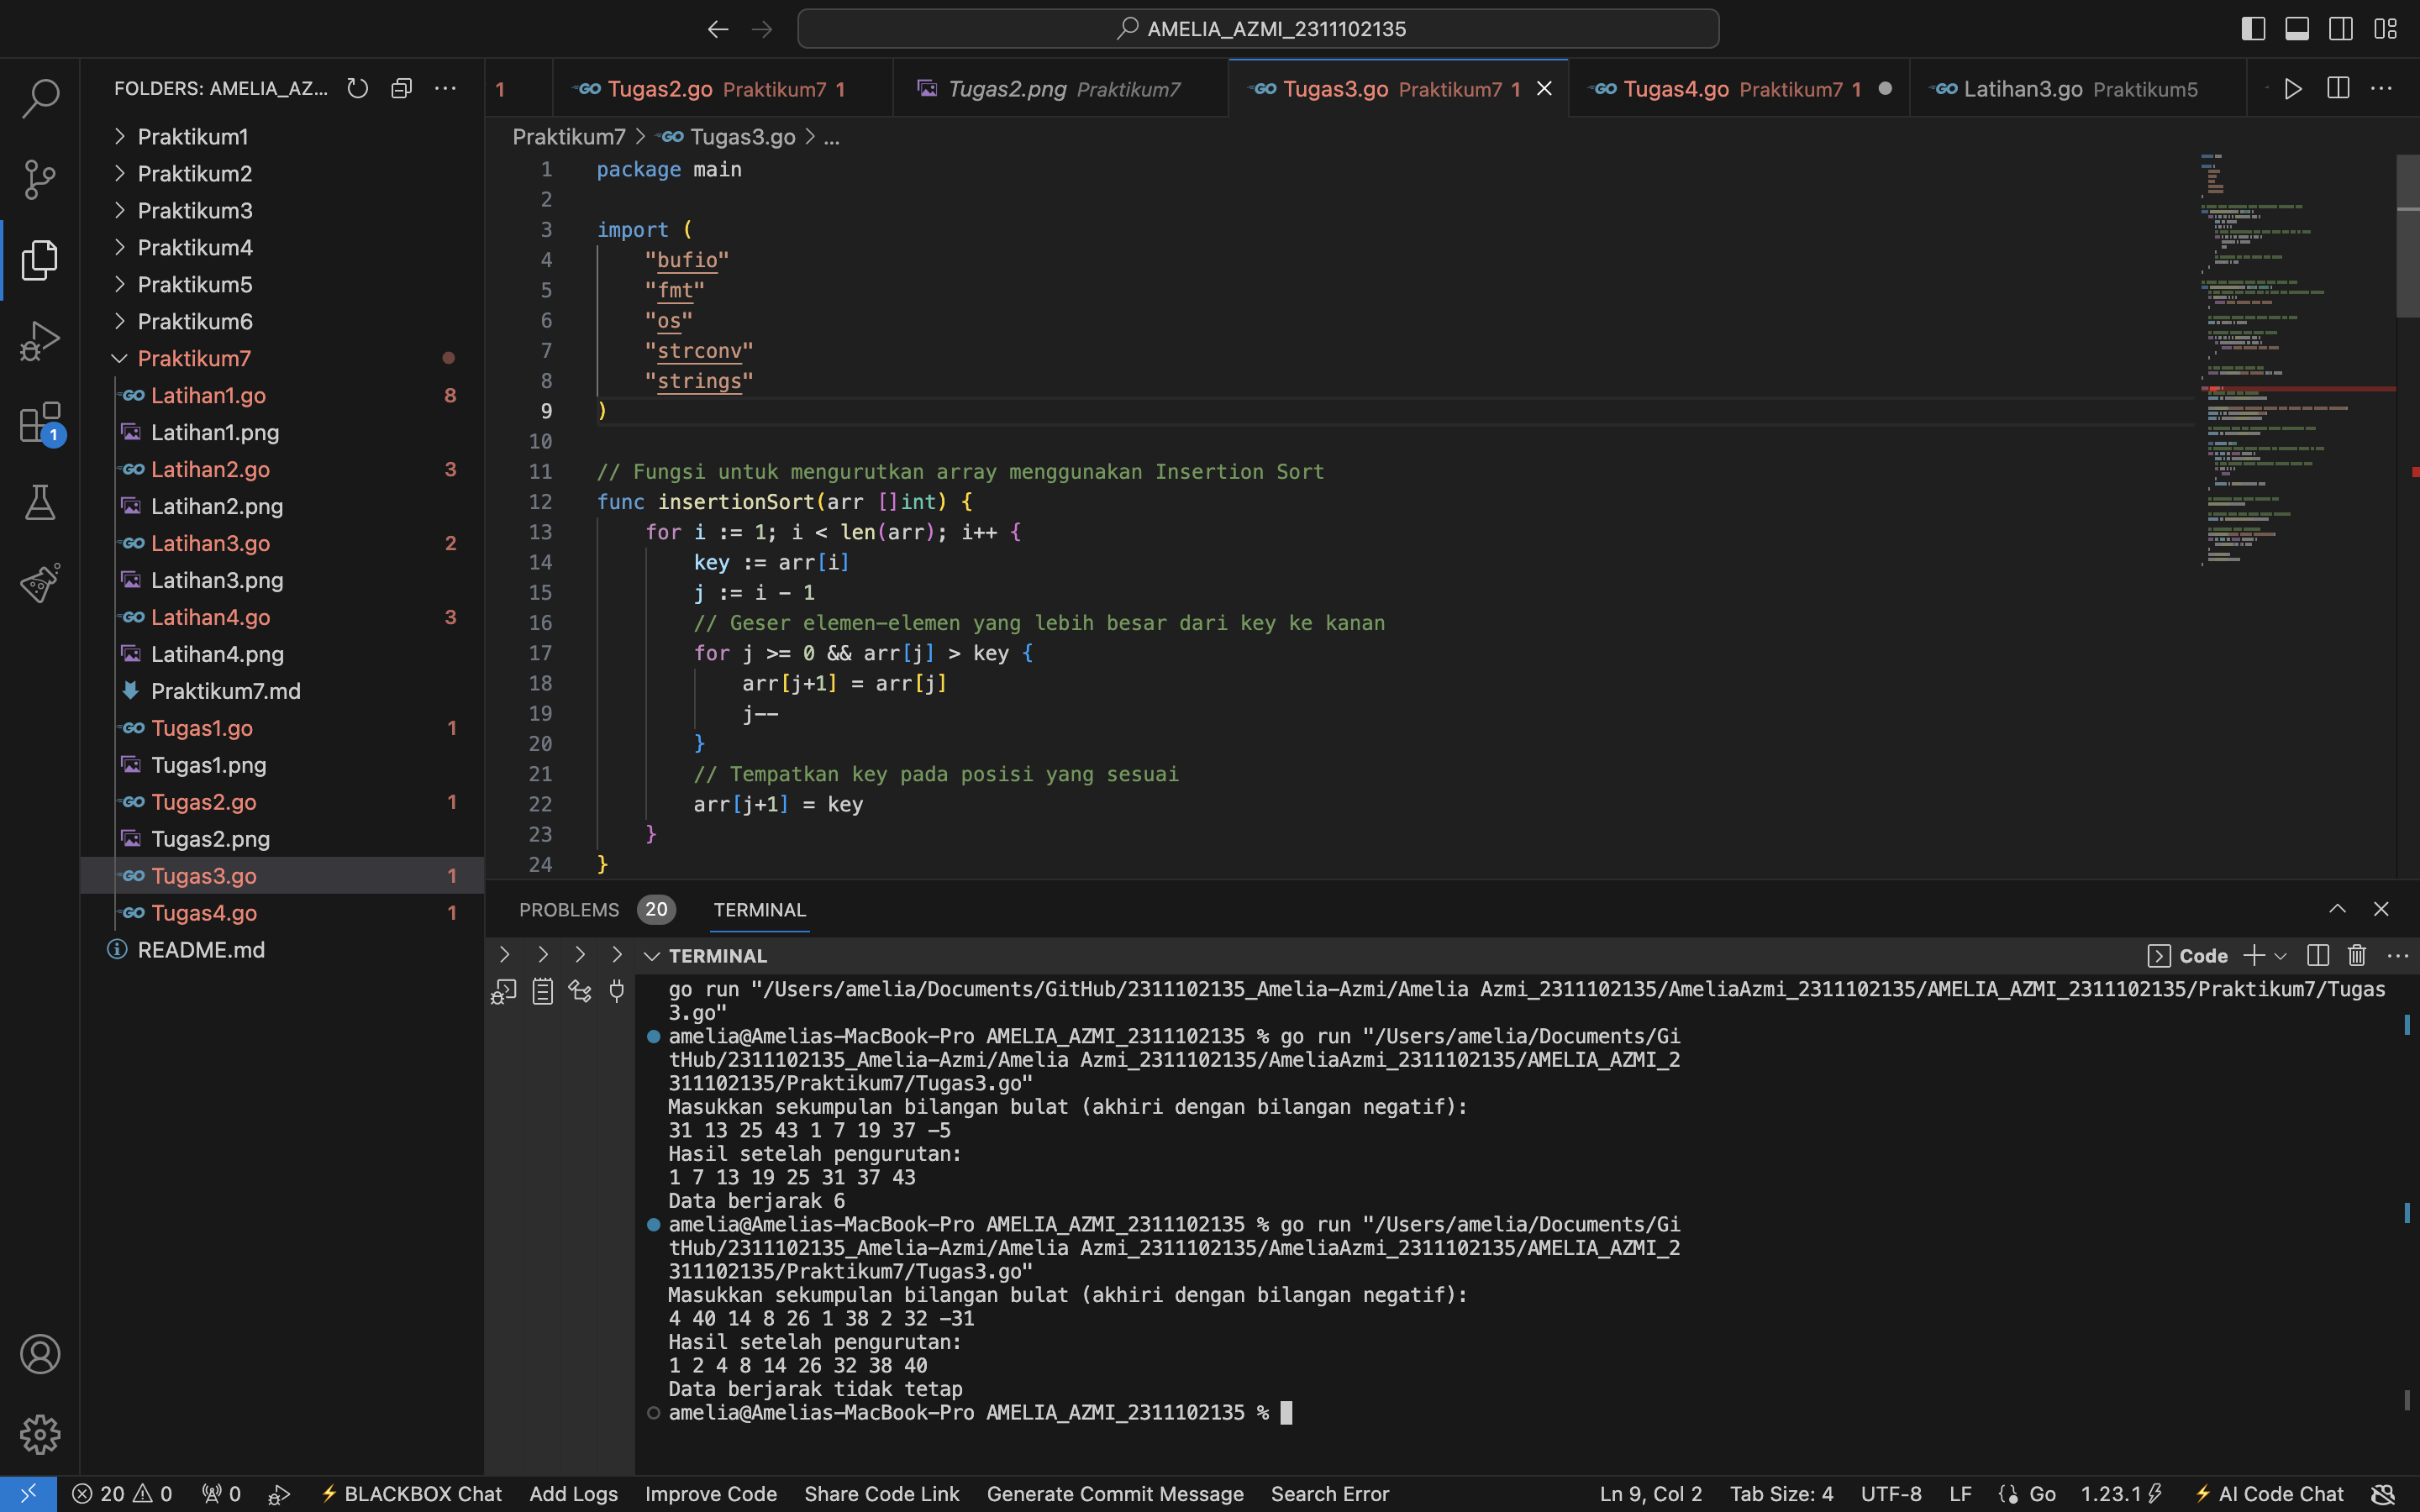 AMELIA_AZMI_2311102135
FOLDERS: AMELIA_AZ...
Praktikum1
Praktikum2
Praktikum3
Praktikum4
Praktikum5
Praktikum6
Praktikum7
Latihan1.go 8
Latihan1.png
Latihan2.go 3
Latihan2.png
Latihan3.go 2
Latihan3.png
Latihan4.go 3
Latihan4.png
Praktikum7.md
Tugas1.go 1
Tugas1.png
Tugas2.go 1
Tugas2.png
Tugas3.go 1
Tugas4.go 1
README.md
1
1 Tugas2.go Praktikum7 1 Tugas2.png Praktikum7 Tugas3.go Praktikum7 1 Tugas4.go Praktikum7 1 Latihan3.go Praktikum5
Praktikum7 > Tugas3.go > ...
1 package main
2
3 import (
4 "bufio"
5 "fmt"
6 "os"
7 "strconv"
8 "strings"
9 )
10
11 // Fungsi untuk mengurutkan array menggunakan Insertion Sort
12 func insertionSort(arr []int) {
13 for i := 1; i < len(arr); i++ {
14 key := arr[i]
15 j := i - 1
16 // Geser elemen-elemen yang lebih besar dari key ke kanan
17 for j >= 0 && arr[j] > key {
18 arr[j+1] = arr[j]
19 j--
20 }
21 // Tempatkan key pada posisi yang sesuai
22 arr[j+1] = key
23 }
24 }
PROBLEMS 20 TERMINAL
TERMINAL Code
go run "/Users/amelia/Documents/GitHub/2311102135_Amelia-Azmi/Amelia Azmi_2311102135/AmeliaAzmi_2311102135/AMELIA_AZMI_2311102135/Praktikum7/Tugas
3.go"
amelia@Amelias-MacBook-Pro AMELIA_AZMI_2311102135 % go run "/Users/amelia/Documents/Gi
tHub/2311102135_Amelia-Azmi/Amelia Azmi_2311102135/AmeliaAzmi_2311102135/AMELIA_AZMI_2
311102135/Praktikum7/Tugas3.go"
Masukkan sekumpulan bilangan bulat (akhiri dengan bilangan negatif):
31 13 25 43 1 7 19 37 -5
Hasil setelah pengurutan:
1 7 13 19 25 31 37 43
Data berjarak 6
amelia@Amelias-MacBook-Pro AMELIA_AZMI_2311102135 % go run "/Users/amelia/Documents/Gi
tHub/2311102135_Amelia-Azmi/Amelia Azmi_2311102135/AmeliaAzmi_2311102135/AMELIA_AZMI_2
311102135/Praktikum7/Tugas3.go"
Masukkan sekumpulan bilangan bulat (akhiri dengan bilangan negatif):
4 40 14 8 26 1 38 2 32 -31
Hasil setelah pengurutan:
1 2 4 8 14 26 32 38 40
Data berjarak tidak tetap
amelia@Amelias-MacBook-Pro AMELIA_AZMI_2311102135 %
20 0 0 BLACKBOX Chat Add Logs Improve Code Share Code Link Generate Commit Message Search Error Ln 9, Col 2 Tab Size: 4 UTF-8 LF Go 1.23.1 AI Code Chat